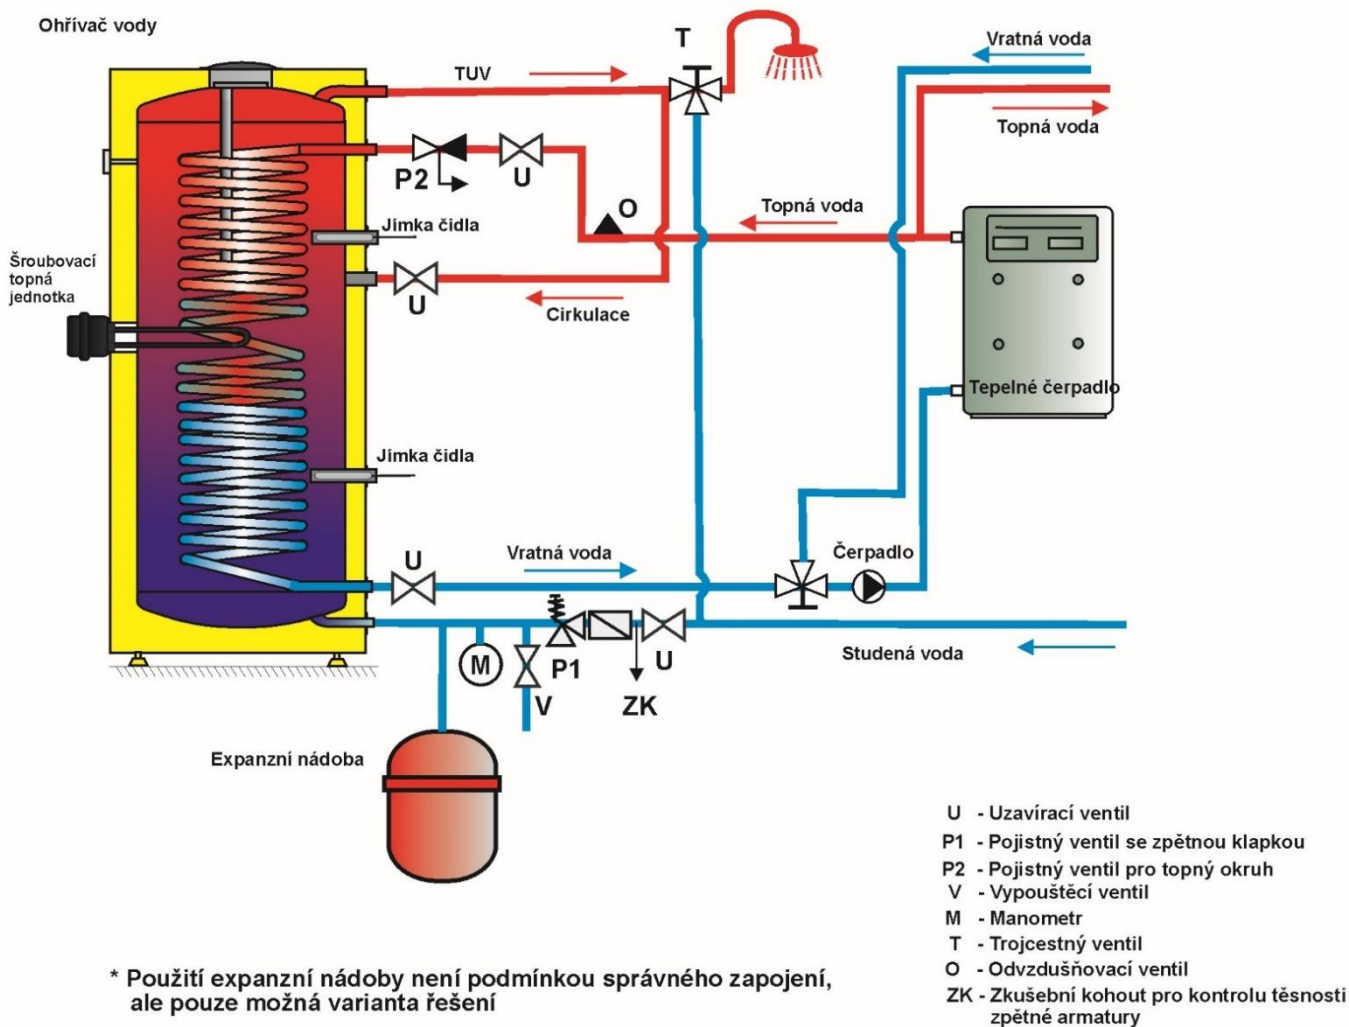 Ohřívač vody
TUV
T
Vratná voda
Topná voda
P2
U
O
Topná voda
Jímka čidla
Šroubovací
topná
jednotka
U
Cirkulace
Tepelné čerpadlo
Jímka čidla
U
Vratná voda
Čerpadlo
M
V
P1
ZK
U
Studená voda
Expanzní nádoba
U - Uzavírací ventil
P1 - Pojistný ventil se zpětnou klapkou
P2 - Pojistný ventil pro topný okruh
V - Vypouštěcí ventil
M - Manometr
T - Trojcestný ventil
O - Odvzdušňovací ventil
ZK - Zkušební kohout pro kontrolu těsnosti
zpětné armatury
* Použití expanzní nádoby není podmínkou správného zapojení,
ale pouze možná varianta řešení